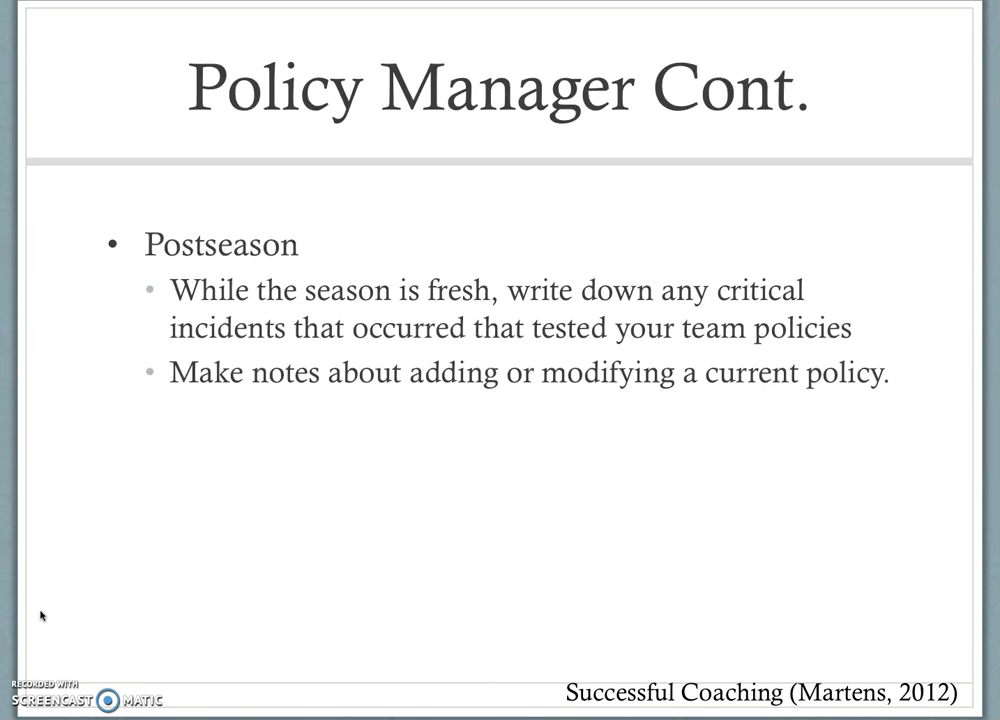 Policy Manager Cont.
• Postseason
• While the season is fresh, write down any critical
incidents that occurred that tested your team policies
• Make notes about adding or modifying a current policy.
Successful Coaching (Martens, 2012)
RECORDED WITH
SCREENCAST MATIC